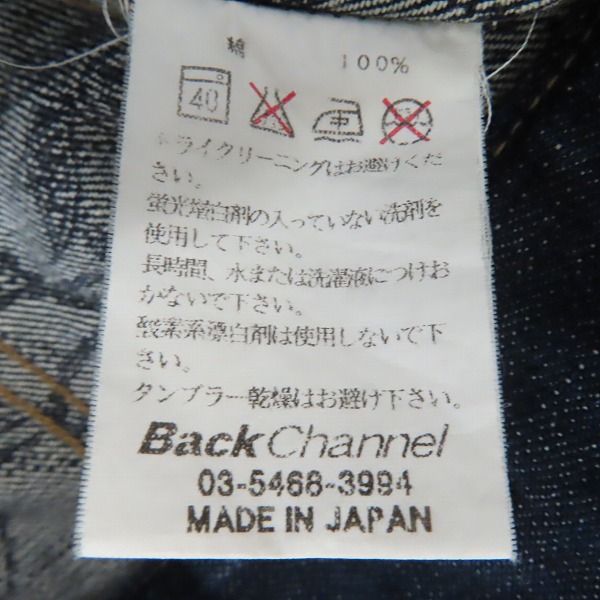 綿 100%
40
ドライクリーニングはお避けくだ
さい。
蛍光増白剤の入っていない洗剤を
使用して下さい。
長時間、水または洗濯液につけお
かないで下さい。
酸素系漂白剤は使用しないで下
さい。
タンブラー乾燥はお避け下さい。
BackChannel
03-5468-3994
MADE IN JAPAN